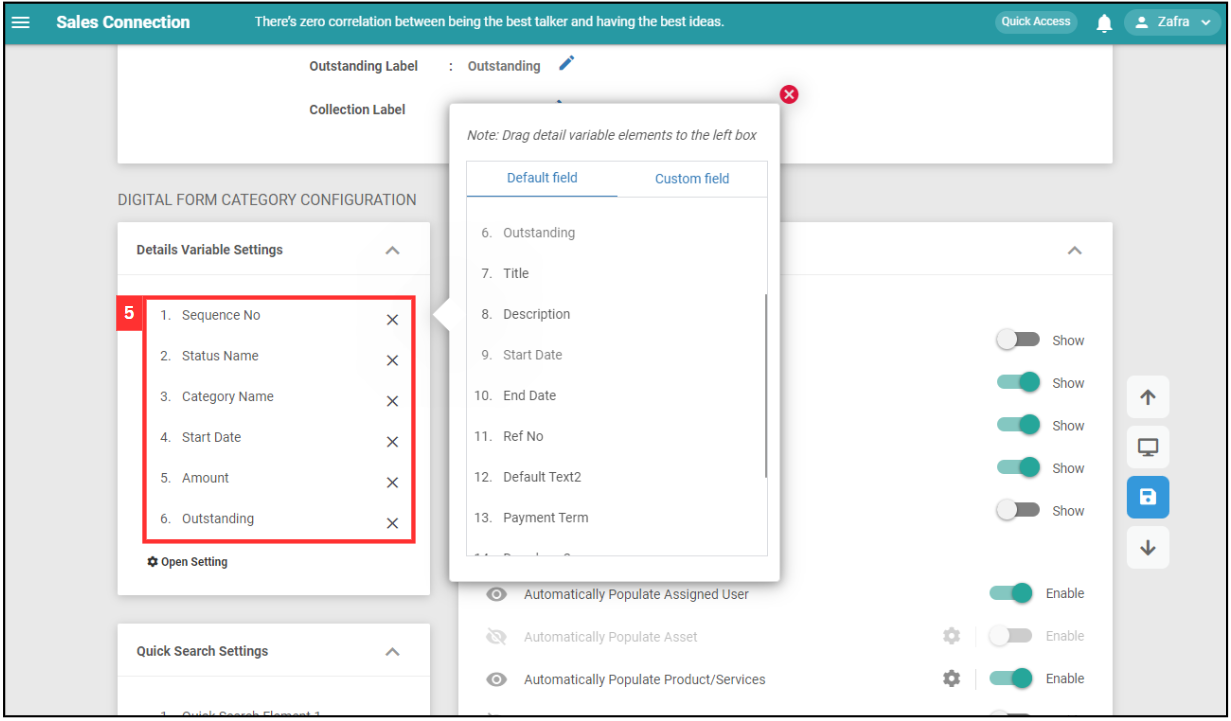 Sales Connection
There's zero correlation between being the best talker and having the best ideas.
Quick Access
Zafra
Outstanding Label : Outstanding
Collection Label
Note: Drag detail variable elements to the left box
Default field Custom field
6. Outstanding
7. Title
8. Description
9. Start Date
10. End Date
11. Ref No
12. Default Text2
13. Payment Term
DIGITAL FORM CATEGORY CONFIGURATION
Details Variable Settings
5
1. Sequence No
2. Status Name
3. Category Name
4. Start Date
5. Amount
6. Outstanding
Open Setting
Show
Show
Show
Show
Show
Automatically Populate Assigned User Enable
Automatically Populate Asset Enable
Automatically Populate Product/Services Enable
Quick Search Settings
1. Quick Search Element 1